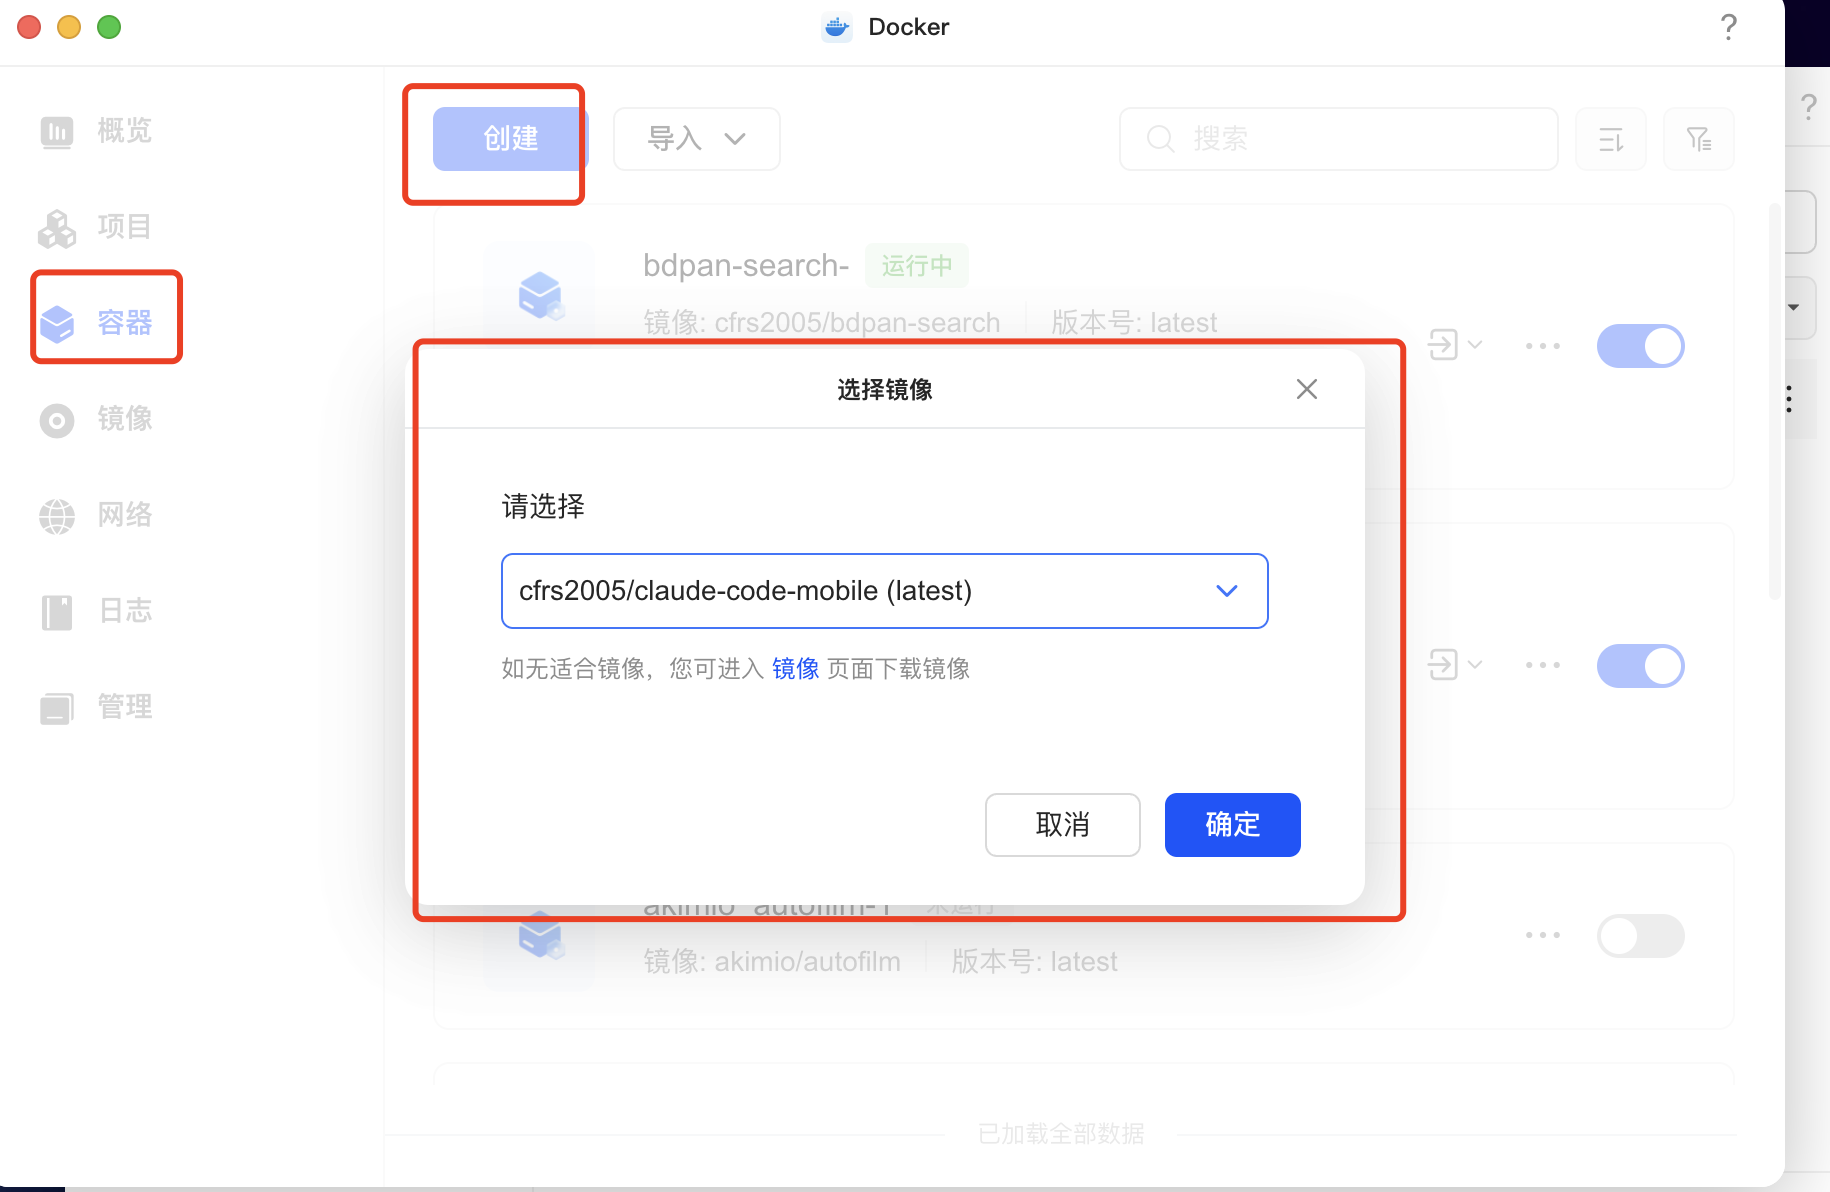 Docker
?
?
概览
项目
容器
镜像
网络
日志
管理
创建
导入
搜索
bdpan-search-
运行中
镜像: cfrs2005/bdpan-search
版本号: latest
选择镜像
请选择
cfrs2005/claude-code-mobile (latest)
如无适合镜像，您可进入 镜像 页面下载镜像
取消
确定
akimio_autofilm-1
未运行
镜像: akimio/autofilm
版本号: latest
已加载全部数据